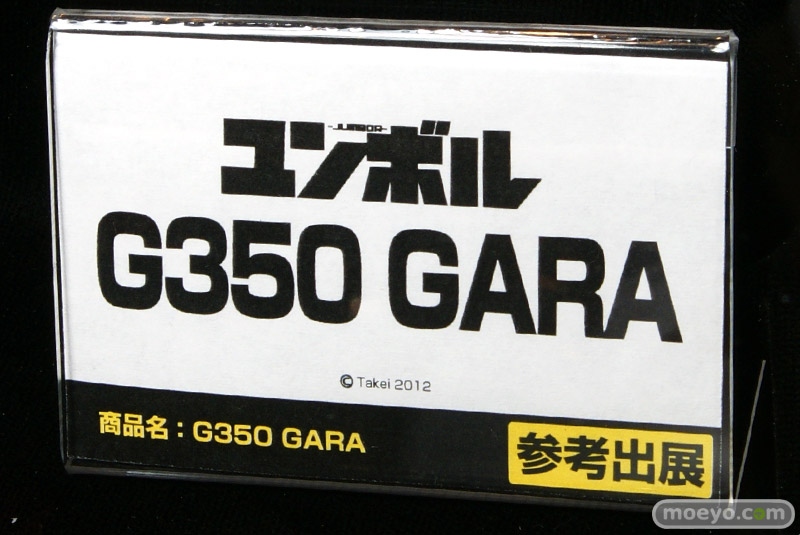 -JUMBOR-
ユンボル
G350 GARA
© Takei 2012
商品名：G350 GARA
参考出展
moeyo.com